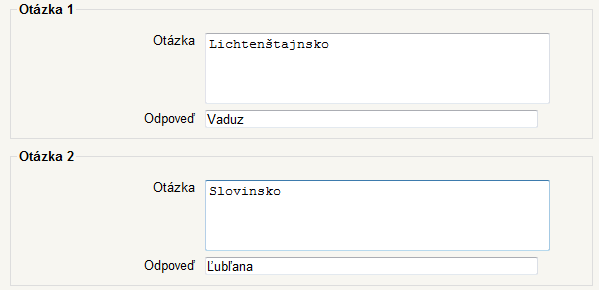 Otázka 1
Otázka
Lichtenštajnsko
Odpoveď
Vaduz
Otázka 2
Otázka
Slovinsko
Odpoveď
Ľubľana